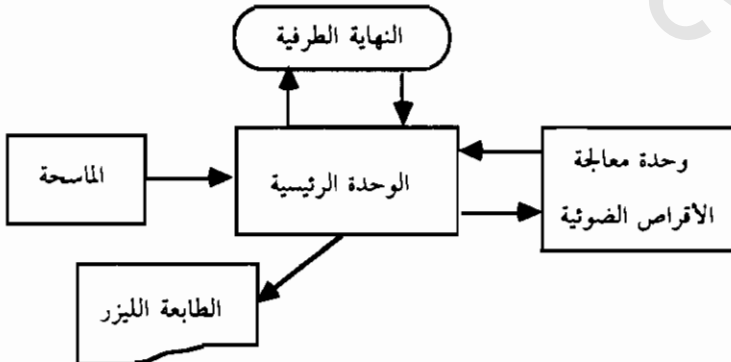 النهاية الطرفية
وحدة معالجة
الأقراص الضوئية
الوحدة الرئيسية
الماسحة
الطابعة الليزر